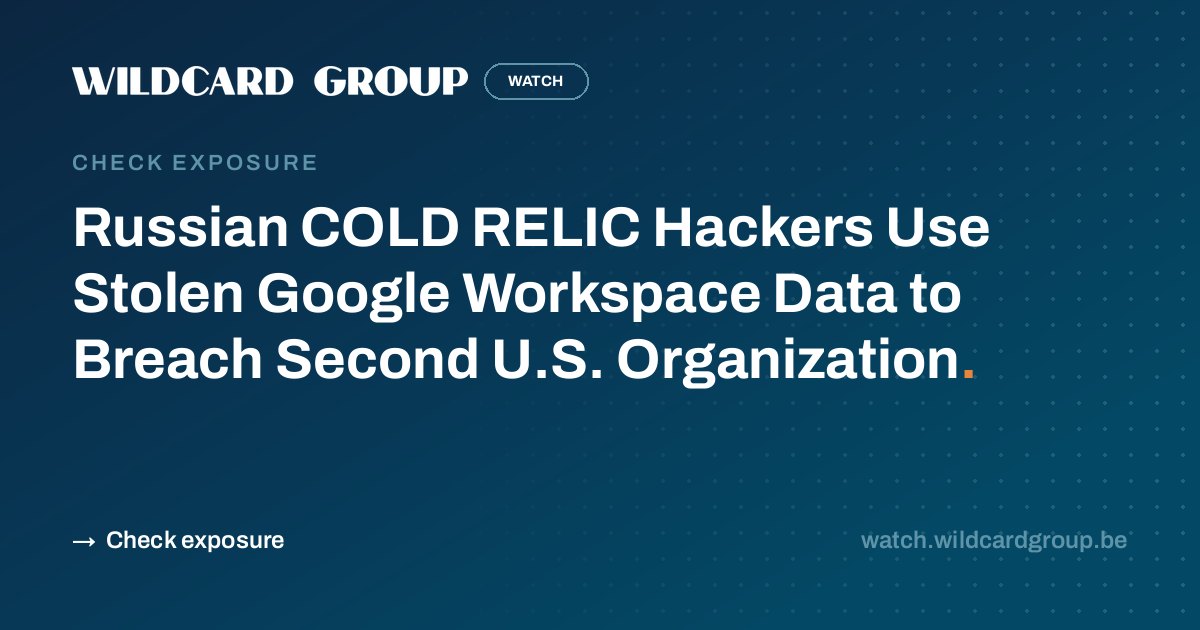 WILDCARD GROUP WATCH
CHECK EXPOSURE
Russian COLD RELIC Hackers Use
Stolen Google Workspace Data to
Breach Second U.S. Organization.
→ Check exposure
watch.wildcardgroup.be